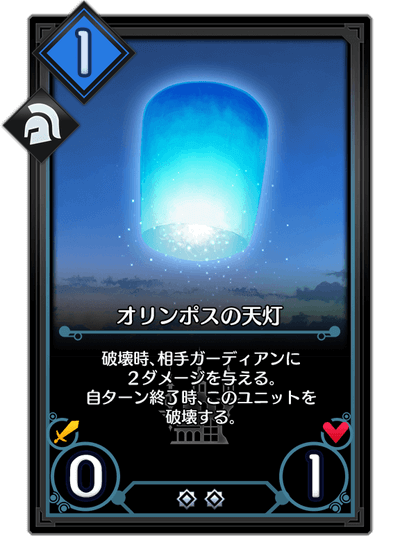 1
オリンポスの天灯
破壊時、相手ガーディアンに
２ダメージを与える。
自ターン終了時、このユニットを
破壊する。
0
1